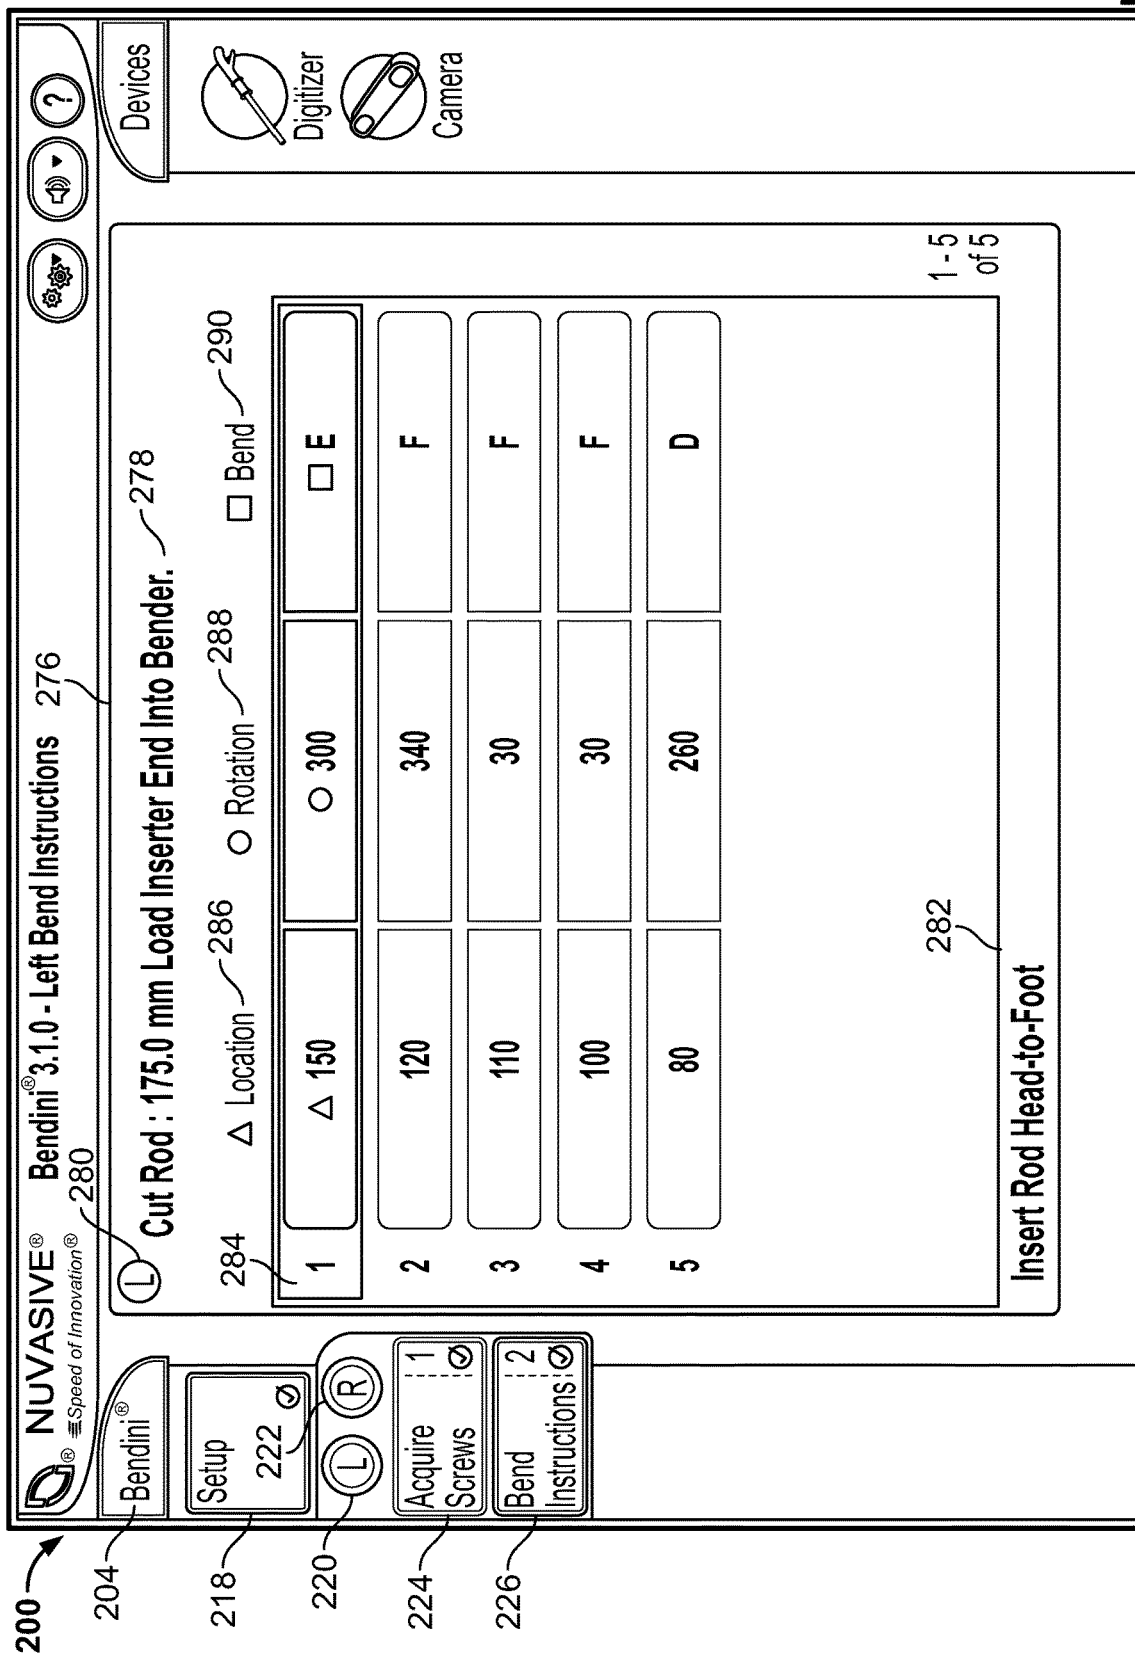 200
NUVASIVE®
® Speed of Innovation®
Bendini® 3.1.0 - Left Bend Instructions
276
?
204
Bendini®
Devices
280
L
Cut Rod : 175.0 mm Load Inserter End Into Bender.
278
218
Setup
222
284
△ Location
286
○ Rotation
288
□ Bend
290
Digitizer
Camera
220
L
R
1 △ 150 ○ 300 □ E
224
Acquire
Screws
1
2 120 340 F
226
Bend
Instructions
2
3 110 30 F
4 100 30 F
5 80 260 D
282
1 - 5
of 5
Insert Rod Head-to-Foot